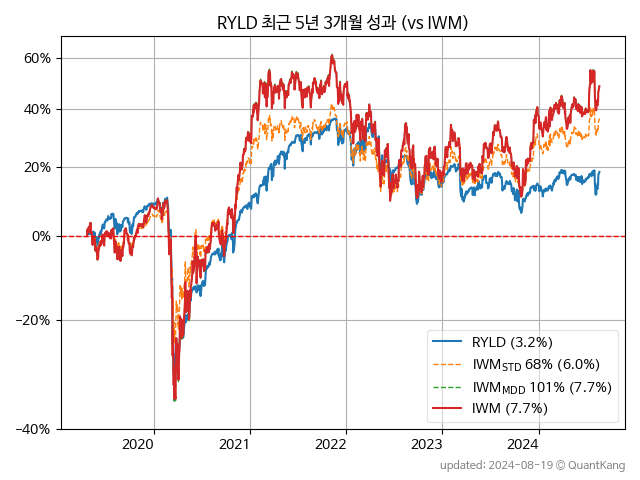 RYLD 최근 5년 3개월 성과 (vs IWM)
60%
40%
20%
0%
−20%
−40%
2020 2021 2022 2023 2024
RYLD (3.2%)
IWM_STD 68% (6.0%)
IWM_MDD 101% (7.7%)
IWM (7.7%)
updated: 2024-08-19 © QuantKang